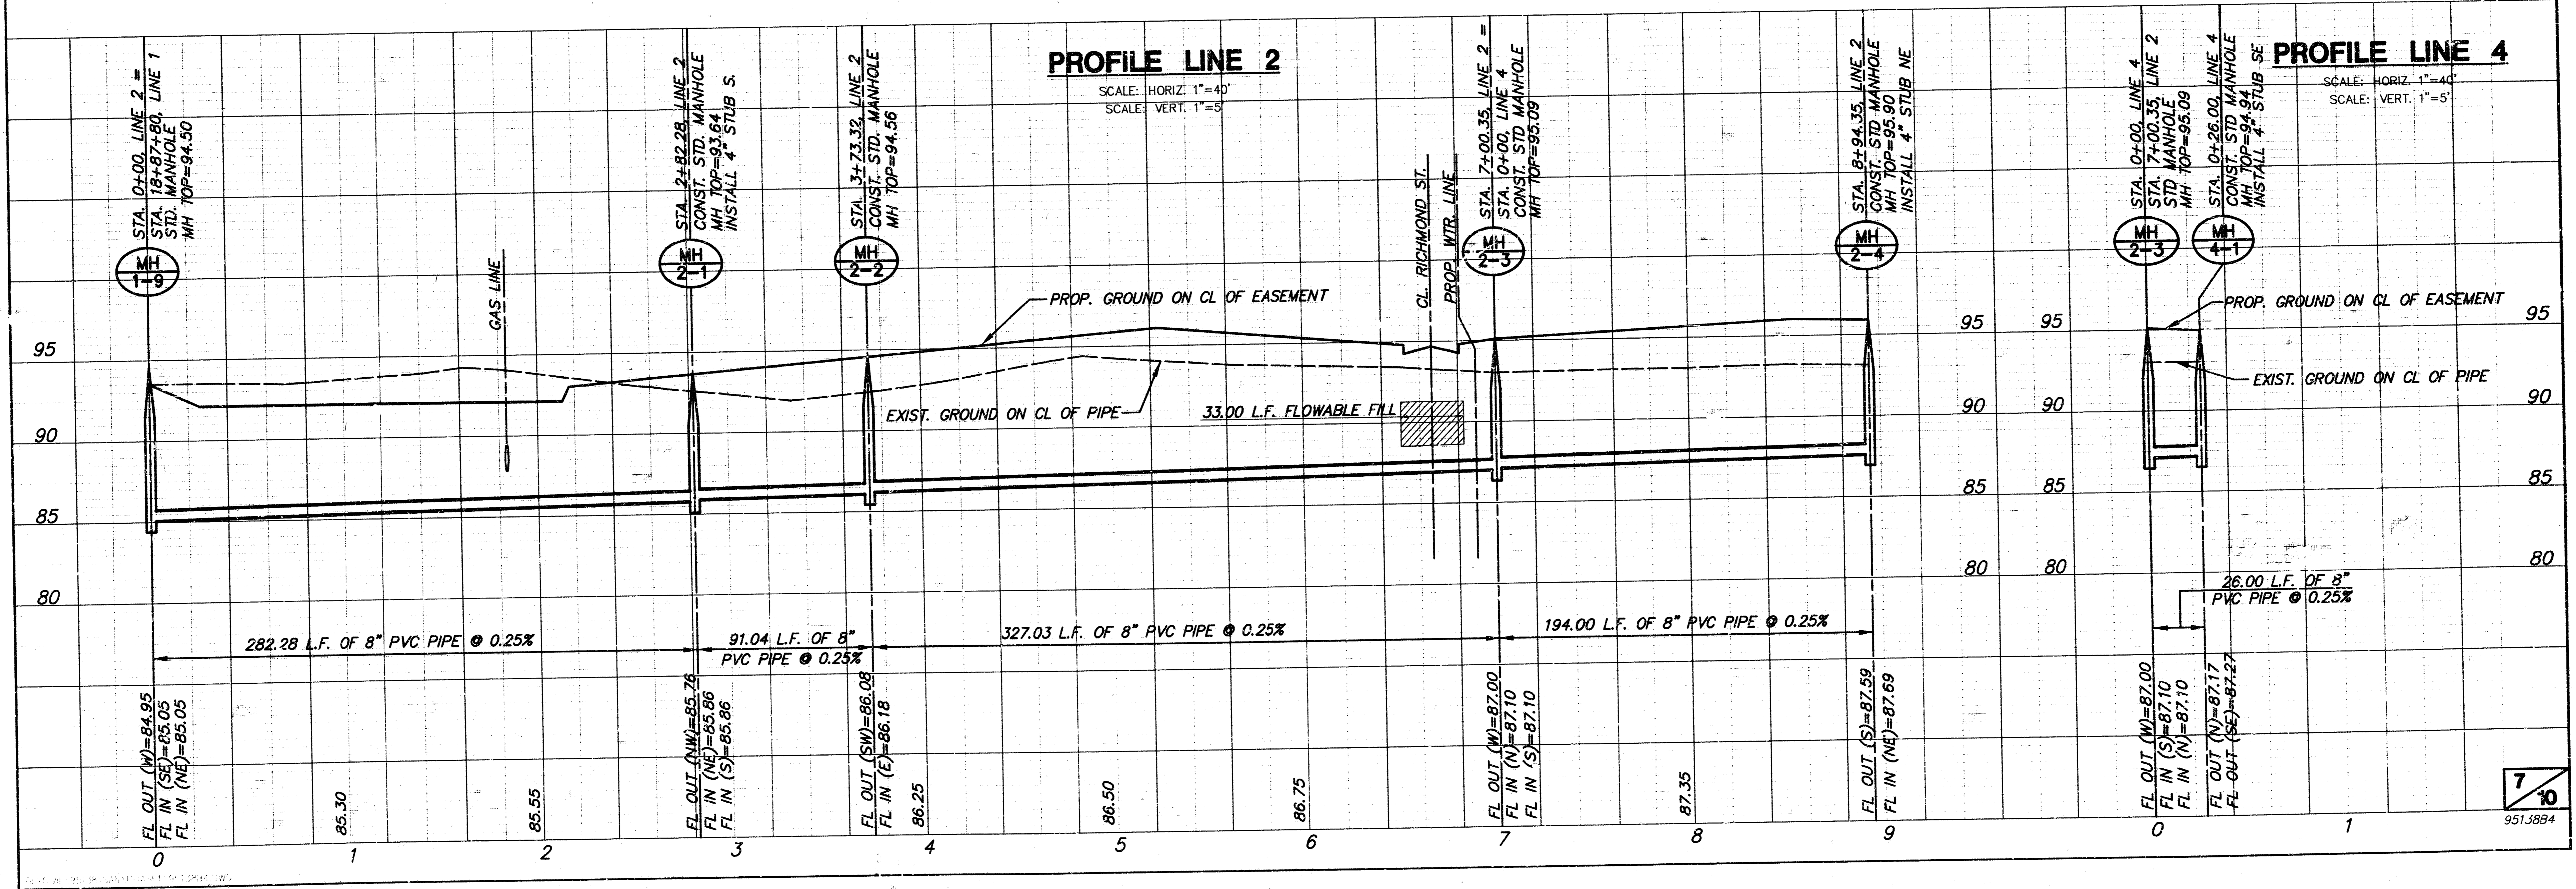 PROFILE LINE 2
SCALE: HORIZ. 1"=40'
SCALE: VERT. 1"=5'
PROFILE LINE 4
SCALE: HORIZ. 1"=40'
SCALE: VERT. 1"=5'
STA. 0+00, LINE 2 =
STA. 18+87+80, LINE 1
STD. MANHOLE
MH TOP=94.50
MH
1-9
GAS LINE
STA. 2+82.28, LINE 2
CONST. STD. MANHOLE
MH TOP=93.64
INSTALL 4" STUB S.
MH
2-1
STA. 3+73.32, LINE 2
CONST. STD. MANHOLE
MH TOP=94.56
MH
2-2
PROP. GROUND ON CL OF EASEMENT
EXIST. GROUND ON CL OF PIPE
33.00 L.F. FLOWABLE FILL
CL. RICHMOND ST.
PROP. WTR. LINE
STA. 7+00.35, LINE 2 =
STA. 0+00, LINE 4
CONST. STD MANHOLE
MH TOP=95.09
MH
2-3
STA. 8+94.35, LINE 2
CONST. STD MANHOLE
MH TOP=95.90
INSTALL 4" STUB NE
MH
2-4
STA. 0+00, LINE 4
STA. 7+00.35, LINE 2
STD MANHOLE
MH TOP=95.09
MH
2-3
STA. 0+26.00, LINE 4
CONST. STD MANHOLE
MH TOP=94.94
INSTALL 4" STUB SE
MH
4-1
PROP. GROUND ON CL OF EASEMENT
EXIST. GROUND ON CL OF PIPE
95
90
85
80
95
90
85
80
95
90
85
80
95
90
85
80
282.28 L.F. OF 8" PVC PIPE @ 0.25%
91.04 L.F. OF 8"
PVC PIPE @ 0.25%
327.03 L.F. OF 8" PVC PIPE @ 0.25%
194.00 L.F. OF 8" PVC PIPE @ 0.25%
26.00 L.F. OF 8"
PVC PIPE @ 0.25%
FL OUT (W)=84.95
FL IN (SE)=85.05
FL IN (NE)=85.05
85.30
85.55
FL OUT (NW)=85.76
FL IN (NE)=85.86
FL IN (S)=85.86
FL OUT (SW)=86.08
FL IN (E)=86.18
86.25
86.50
86.75
FL OUT (W)=87.00
FL IN (N)=87.10
FL IN (S)=87.10
87.35
FL OUT (S)=87.59
FL IN (NE)=87.69
FL OUT (W)=87.00
FL IN (S)=87.10
FL IN (N)=87.10
FL OUT (N)=87.17
FL OUT (SE)=87.27
0 1 2 3 4 5 6 7 8 9 0 1
7
10
95138B4